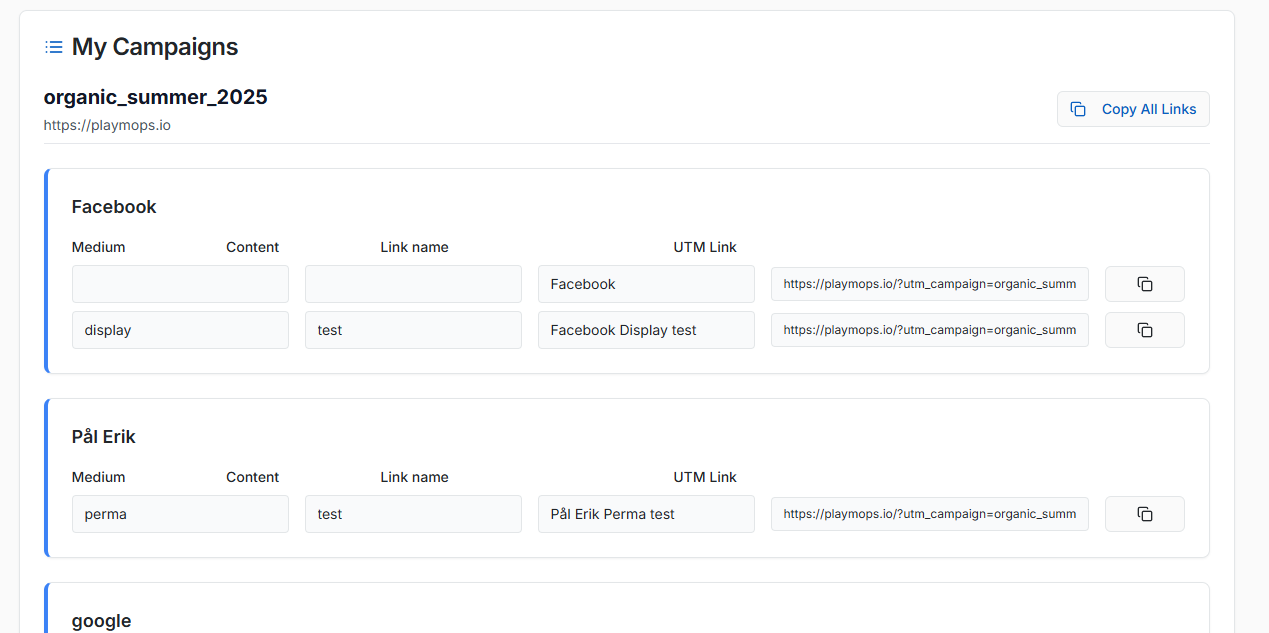 My Campaigns
organic_summer_2025
https://playmops.io
Copy All Links
Facebook
Medium Content Link name UTM Link
Facebook https://playmops.io/?utm_campaign=organic_summ
display test Facebook Display test https://playmops.io/?utm_campaign=organic_summ
Pål Erik
Medium Content Link name UTM Link
perma test Pål Erik Perma test https://playmops.io/?utm_campaign=organic_summ
google